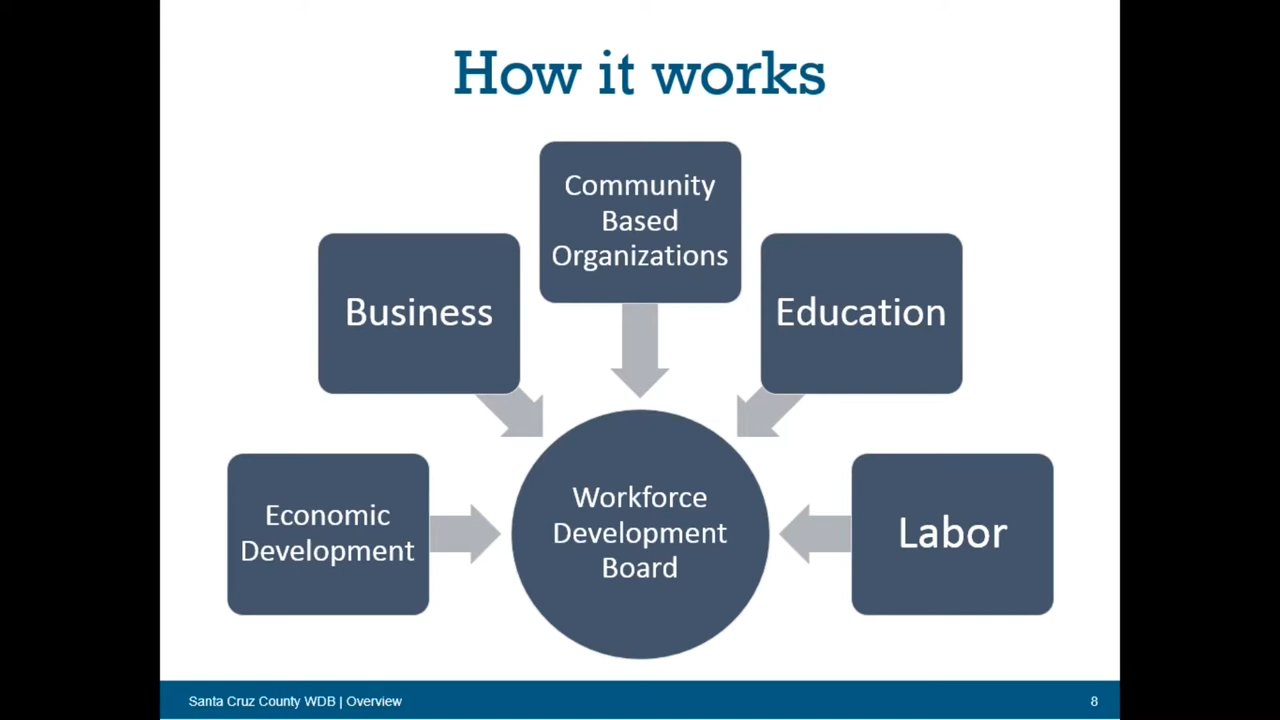 How it works
Community
Based
Organizations
Business
Education
Economic
Development
Workforce
Development
Board
Labor
Santa Cruz County WDB | Overview
8